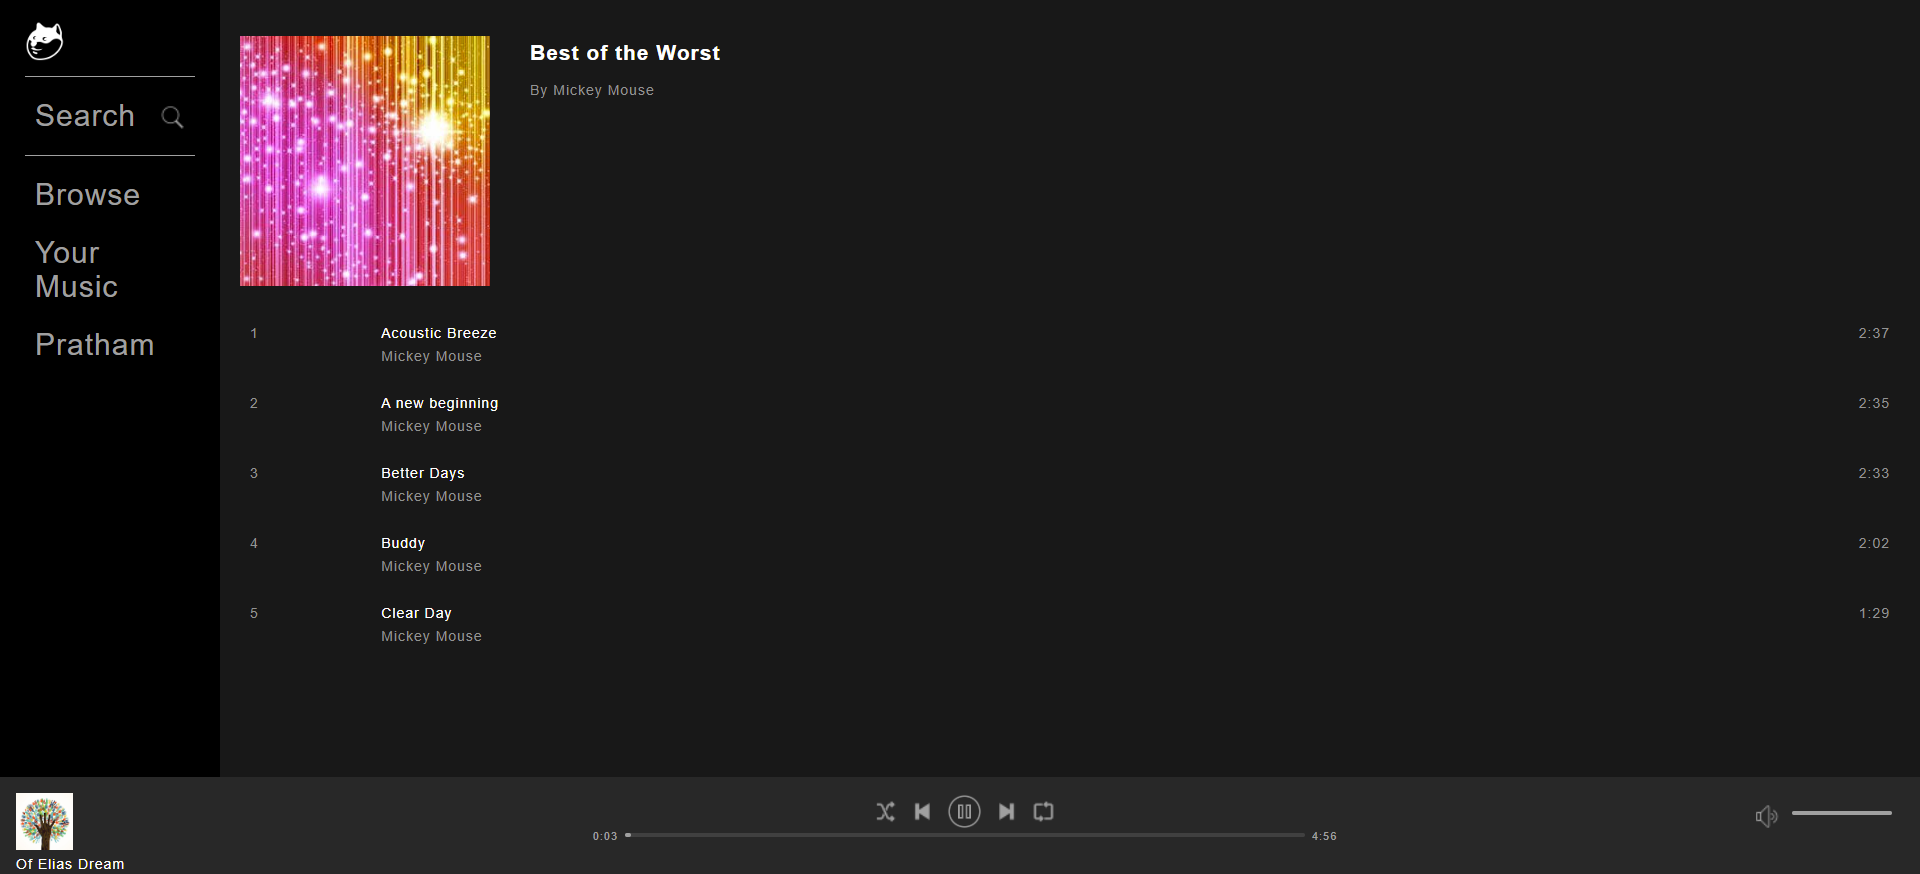 Search
Browse
Your
Music
Pratham
Best of the Worst
By Mickey Mouse
1 Acoustic Breeze 2:37
Mickey Mouse
2 A new beginning 2:35
Mickey Mouse
3 Better Days 2:33
Mickey Mouse
4 Buddy 2:02
Mickey Mouse
5 Clear Day 1:29
Mickey Mouse
0:03 4:56
Of Elias Dream